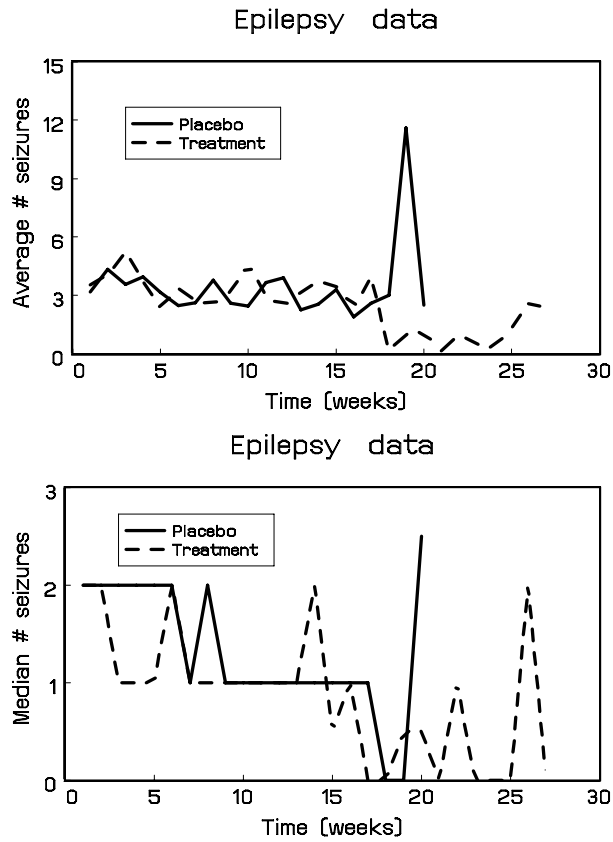 Epilepsy data
15
12
9
6
3
0
Average # seizures
Placebo
Treatment
0 5 10 15 20 25 30
Time (weeks)
Epilepsy data
3
2
1
0
Median # seizures
Placebo
Treatment
0 5 10 15 20 25 30
Time (weeks)